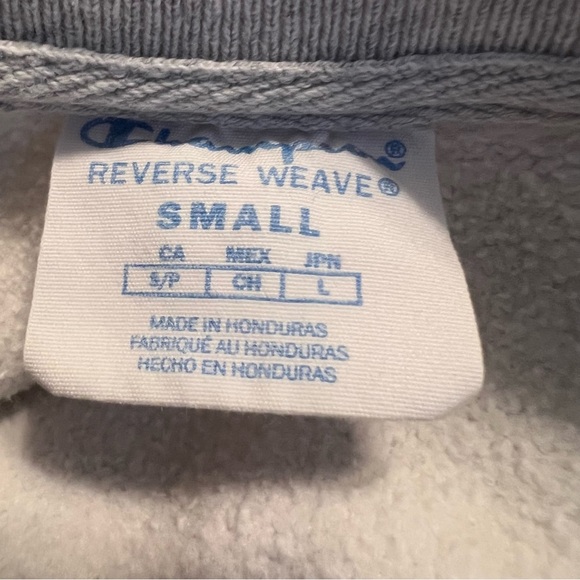 Champion®
REVERSE WEAVE®
SMALL
CA MEX JPN
S/P CH L
MADE IN HONDURAS
FABRIQUÉ AU HONDURAS
HECHO EN HONDURAS